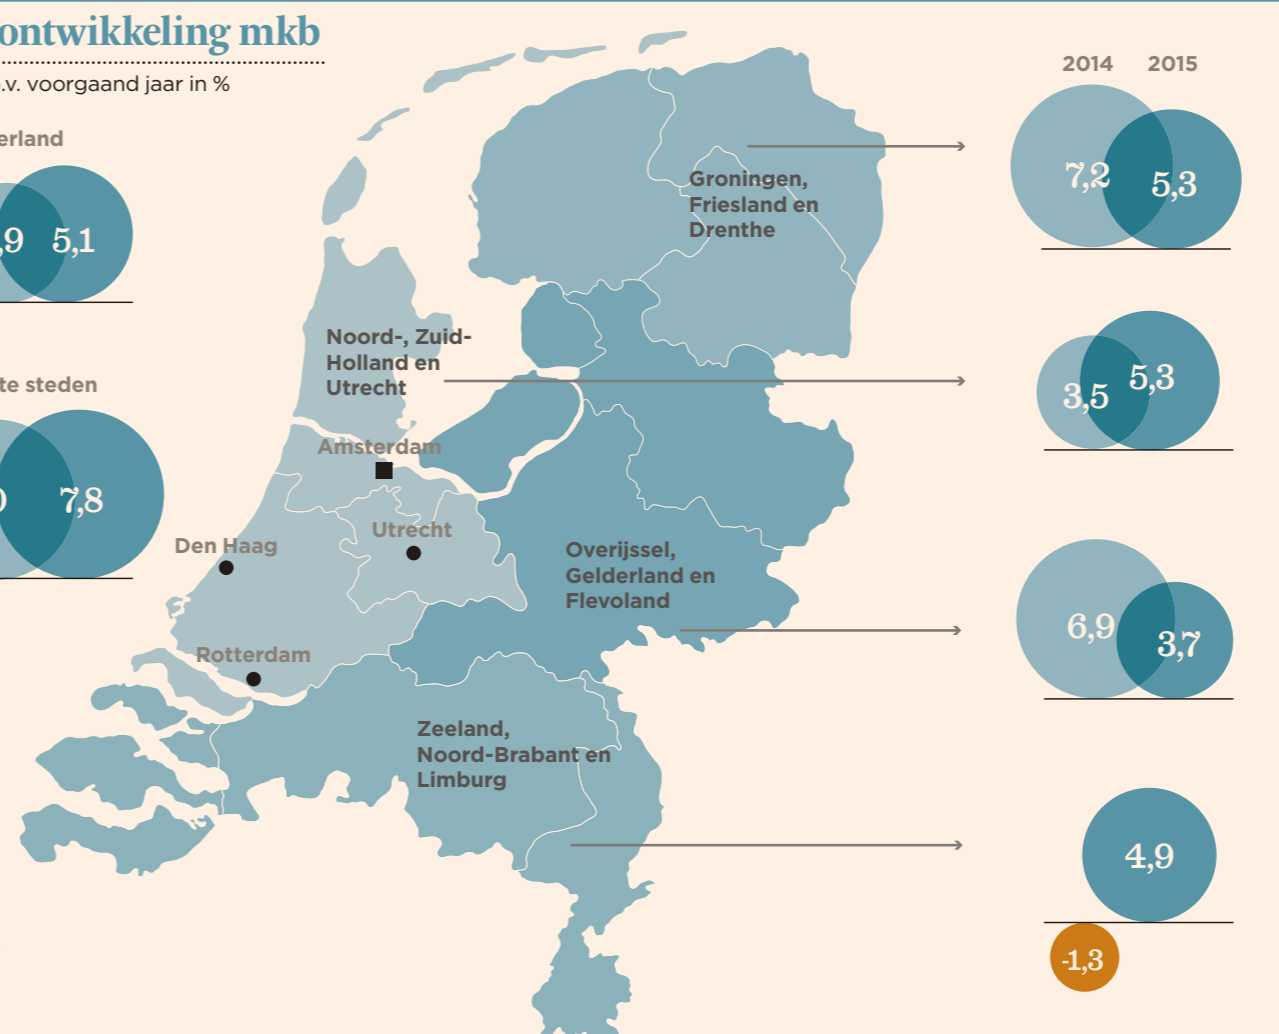 ontwikkeling mkb
.v. voorgaand jaar in %
erland
,9 5,1
te steden
0 7,8
2014 2015
7,2 5,3
Groningen,
Friesland en
Drenthe
Noord-, Zuid-
Holland en
Utrecht
3,5 5,3
Amsterdam
Utrecht
Den Haag
Rotterdam
Overijssel,
Gelderland en
Flevoland
6,9 3,7
Zeeland,
Noord-Brabant en
Limburg
4,9
-1,3